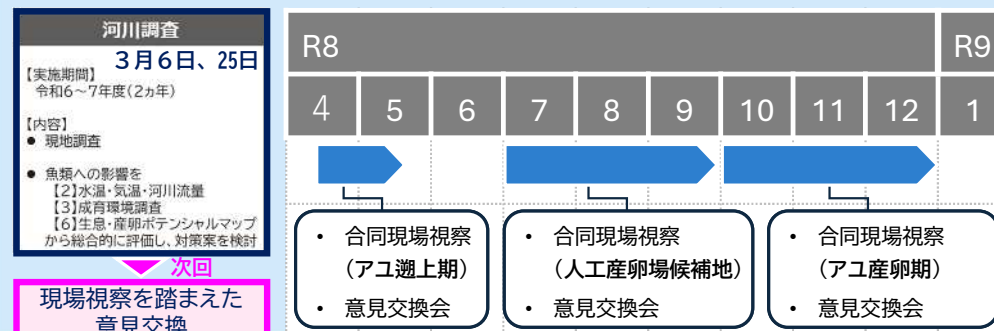 河川調査
3月6日、25日
【実施期間】
令和6~7年度(2ヵ年)
【内容】
● 現地調査
● 魚類への影響を
【2】水温・気温・河川流量
【3】成育環境調査
【6】生息・産卵ポテンシャルマップ
から総合的に評価し、対策案を検討
次回
現場視察を踏まえた
意見交換
R8 R9
4 5 6 7 8 9 10 11 12 1
・ 合同現場視察
(アユ遡上期)
・ 意見交換会
・ 合同現場視察
(人工産卵場候補地)
・ 意見交換会
・ 合同現場視察
(アユ産卵期)
・ 意見交換会